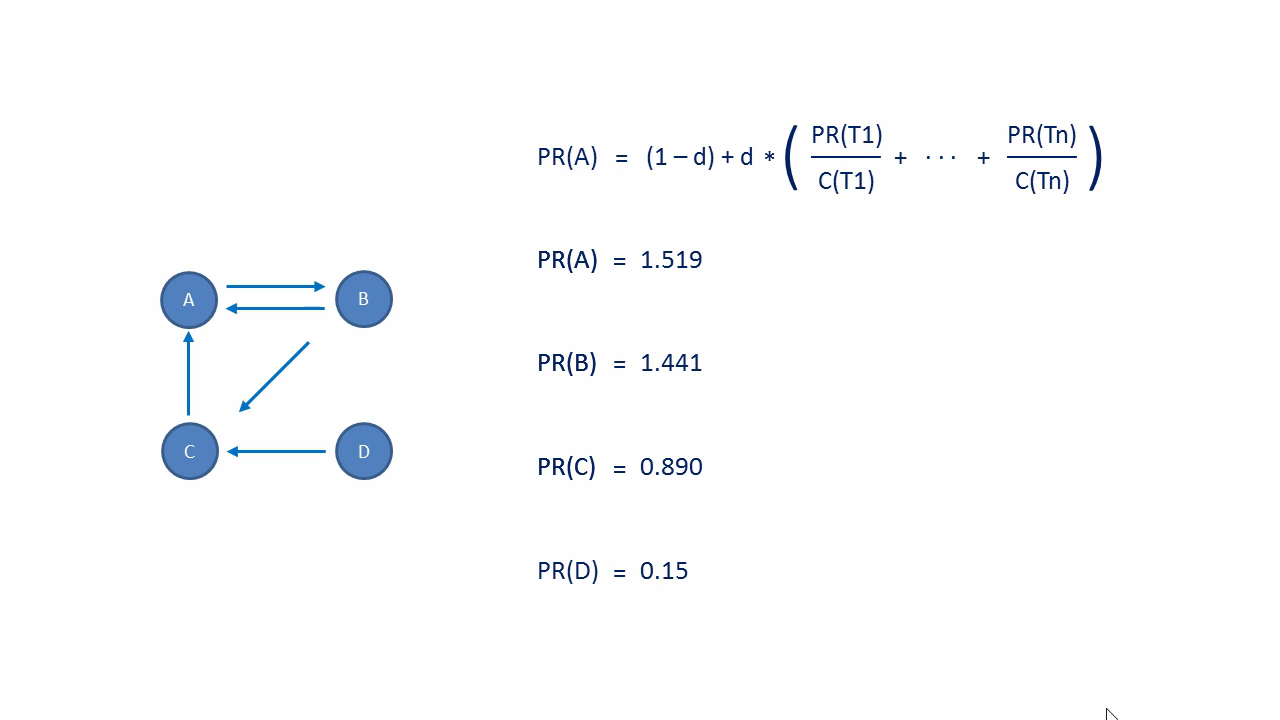 PR(A) = (1 – d) + d * ( PR(T1) / C(T1) + · · · + PR(Tn) / C(Tn) )
PR(A) = 1.519
A
B
PR(B) = 1.441
C
D
PR(C) = 0.890
PR(D) = 0.15